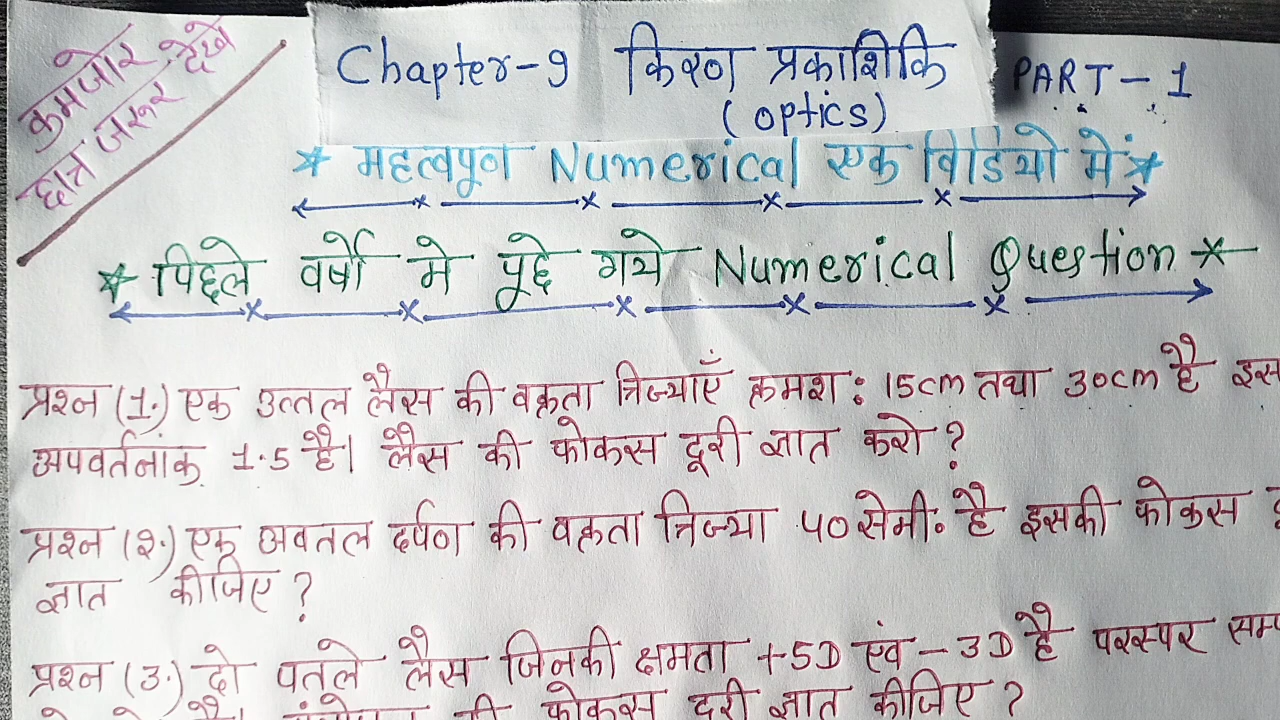 कमजोर देखे
छात्र जरूर
Chapter-9 किरण प्रकाशिकि PART-1
(optics)
* महत्वपूण Numerical एक विडियो में *
* पिछ्ले वर्षो मे पूछे गये Numerical Question *
प्रश्न (1.) एक उत्तल लैंस की वक्रता त्रिज्याएँ क्रमश: 15cm तथा 30cm है इस
अपवर्तनांक 1.5 है। लैंस की फोकस दूरी ज्ञात करो ?
प्रश्न (2.) एक अवतल दर्पण की वक्रता त्रिज्या 40 सेमी. है इसकी फोकस
ज्ञात कीजिए ?
प्रश्न (3.) दो पतले लैंस जिनकी क्षमता +5D एंव -3D है परस्पर सम्प
की फोकस दूरी ज्ञात कीजिए ?